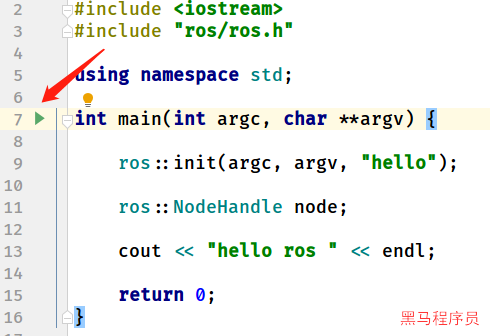 2 #include <iostream>
3 #include "ros/ros.h"
4
5 using namespace std;
6
7 int main(int argc, char **argv) {
8
9 ros::init(argc, argv, "hello");
10
11 ros::NodeHandle node;
12
13 cout << "hello ros " << endl;
14
15 return 0;
16 }
黑马程序员